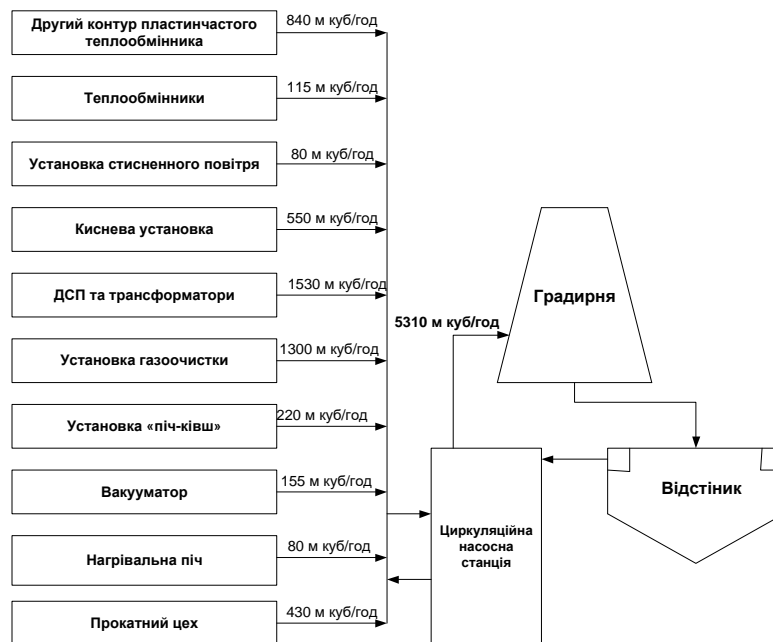 Другий контур пластинчастого
теплообмінника
840 м куб/год
Теплообмінники
115 м куб/год
Установка стисненного повітря
80 м куб/год
Киснева установка
550 м куб/год
ДСП та трансформатори
1530 м куб/год
Установка газоочистки
1300 м куб/год
Установка «піч-ківш»
220 м куб/год
Вакууматор
155 м куб/год
Нагрівальна піч
80 м куб/год
Прокатний цех
430 м куб/год
5310 м куб/год
Градирня
Відстіник
Циркуляційна
насосна
станція